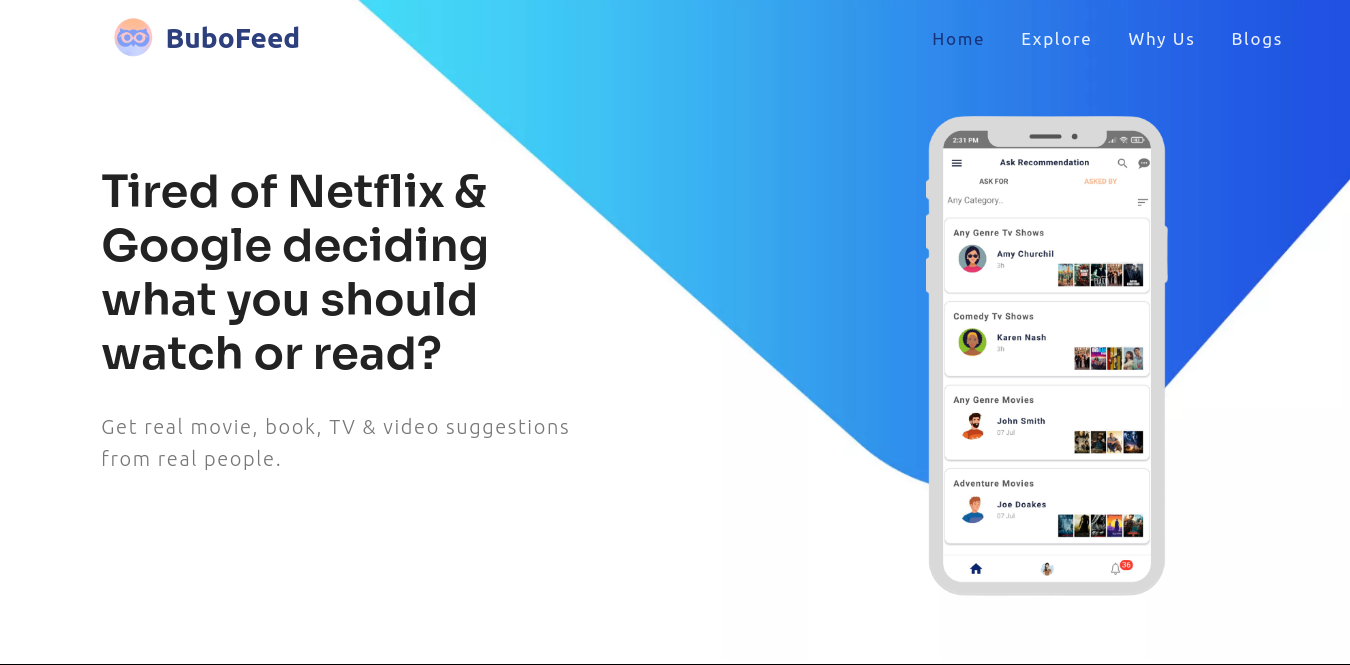 BuboFeed
Home
Explore
Why Us
Blogs
Tired of Netflix &
Google deciding
what you should
watch or read?
Get real movie, book, TV & video suggestions
from real people.
2:31 PM
Ask Recommendation
ASK FOR
ASKED BY
Any Category..
Any Genre Tv Shows
Amy Churchil
3h
Comedy Tv Shows
Karen Nash
3h
Any Genre Movies
John Smith
07 Jul
Adventure Movies
Joe Doakes
07 Jul
36